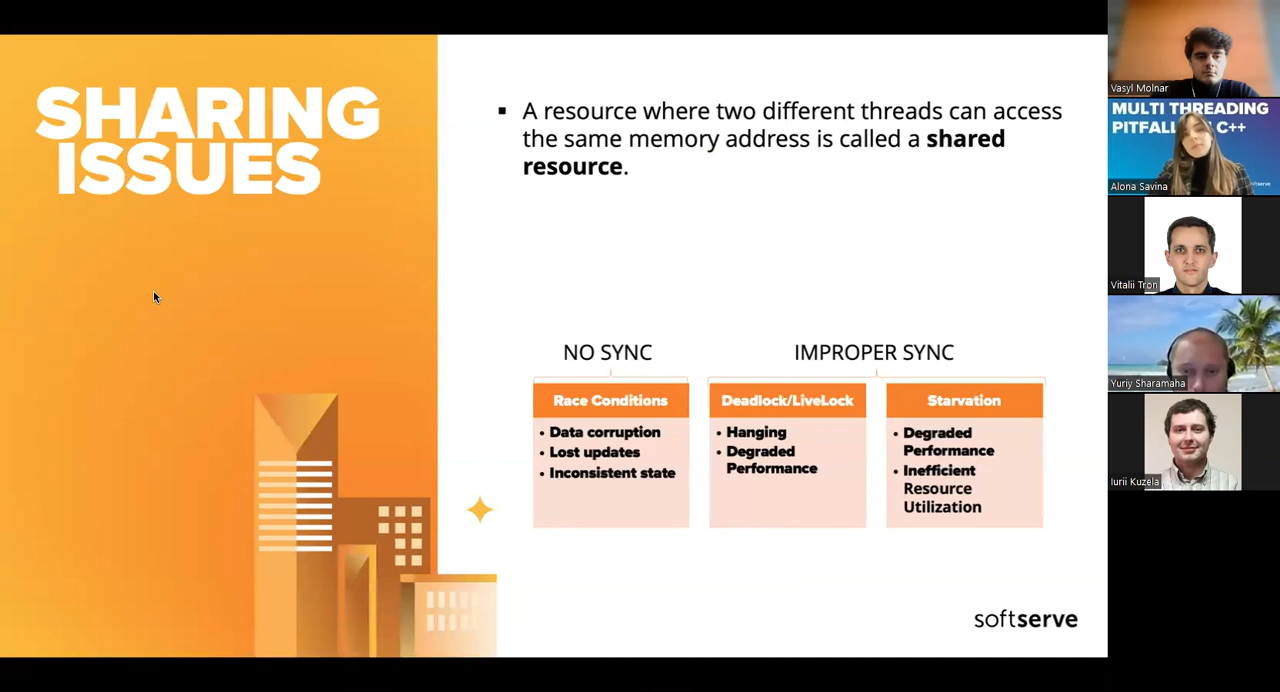 SHARING
ISSUES
▪ A resource where two different threads can access
the same memory address is called a shared
resource.
NO SYNC
IMPROPER SYNC
Race Conditions
• Data corruption
• Lost updates
• Inconsistent state
Deadlock/LiveLock
• Hanging
• Degraded
Performance
Starvation
• Degraded
Performance
• Inefficient
Resource
Utilization
softserve
Vasyl Molnar
MULTI THREADING
C++
Alona Savina
Vitalii Tron
Yuriy Sharamaha
Iurii Kuzela